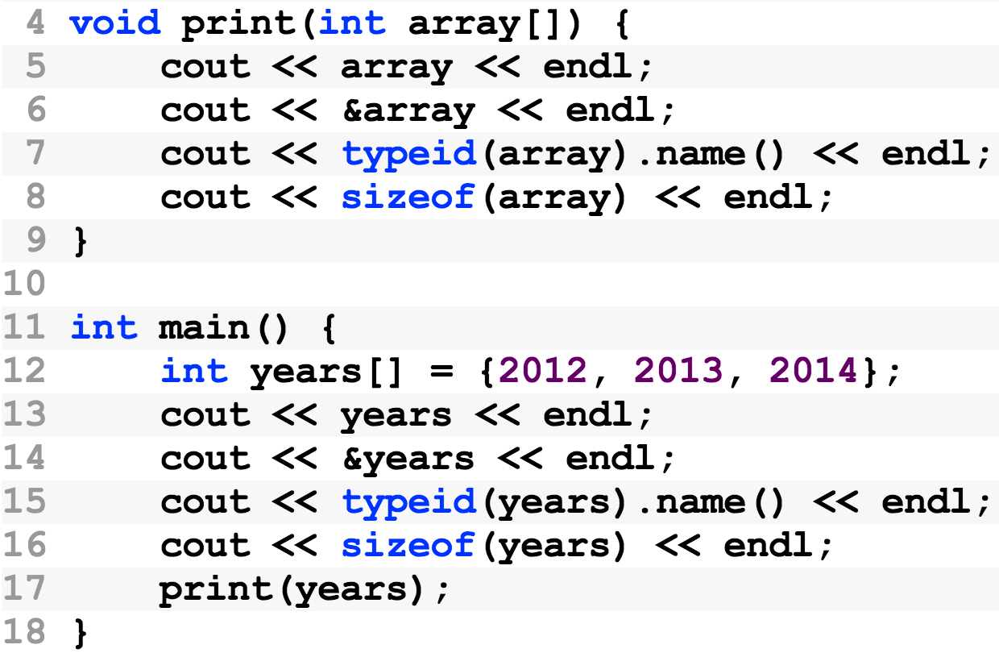 4 void print(int array[]) {
5     cout << array << endl;
6     cout << &array << endl;
7     cout << typeid(array).name() << endl;
8     cout << sizeof(array) << endl;
9 }
10
11 int main() {
12     int years[] = {2012, 2013, 2014};
13     cout << years << endl;
14     cout << &years << endl;
15     cout << typeid(years).name() << endl;
16     cout << sizeof(years) << endl;
17     print(years);
18 }